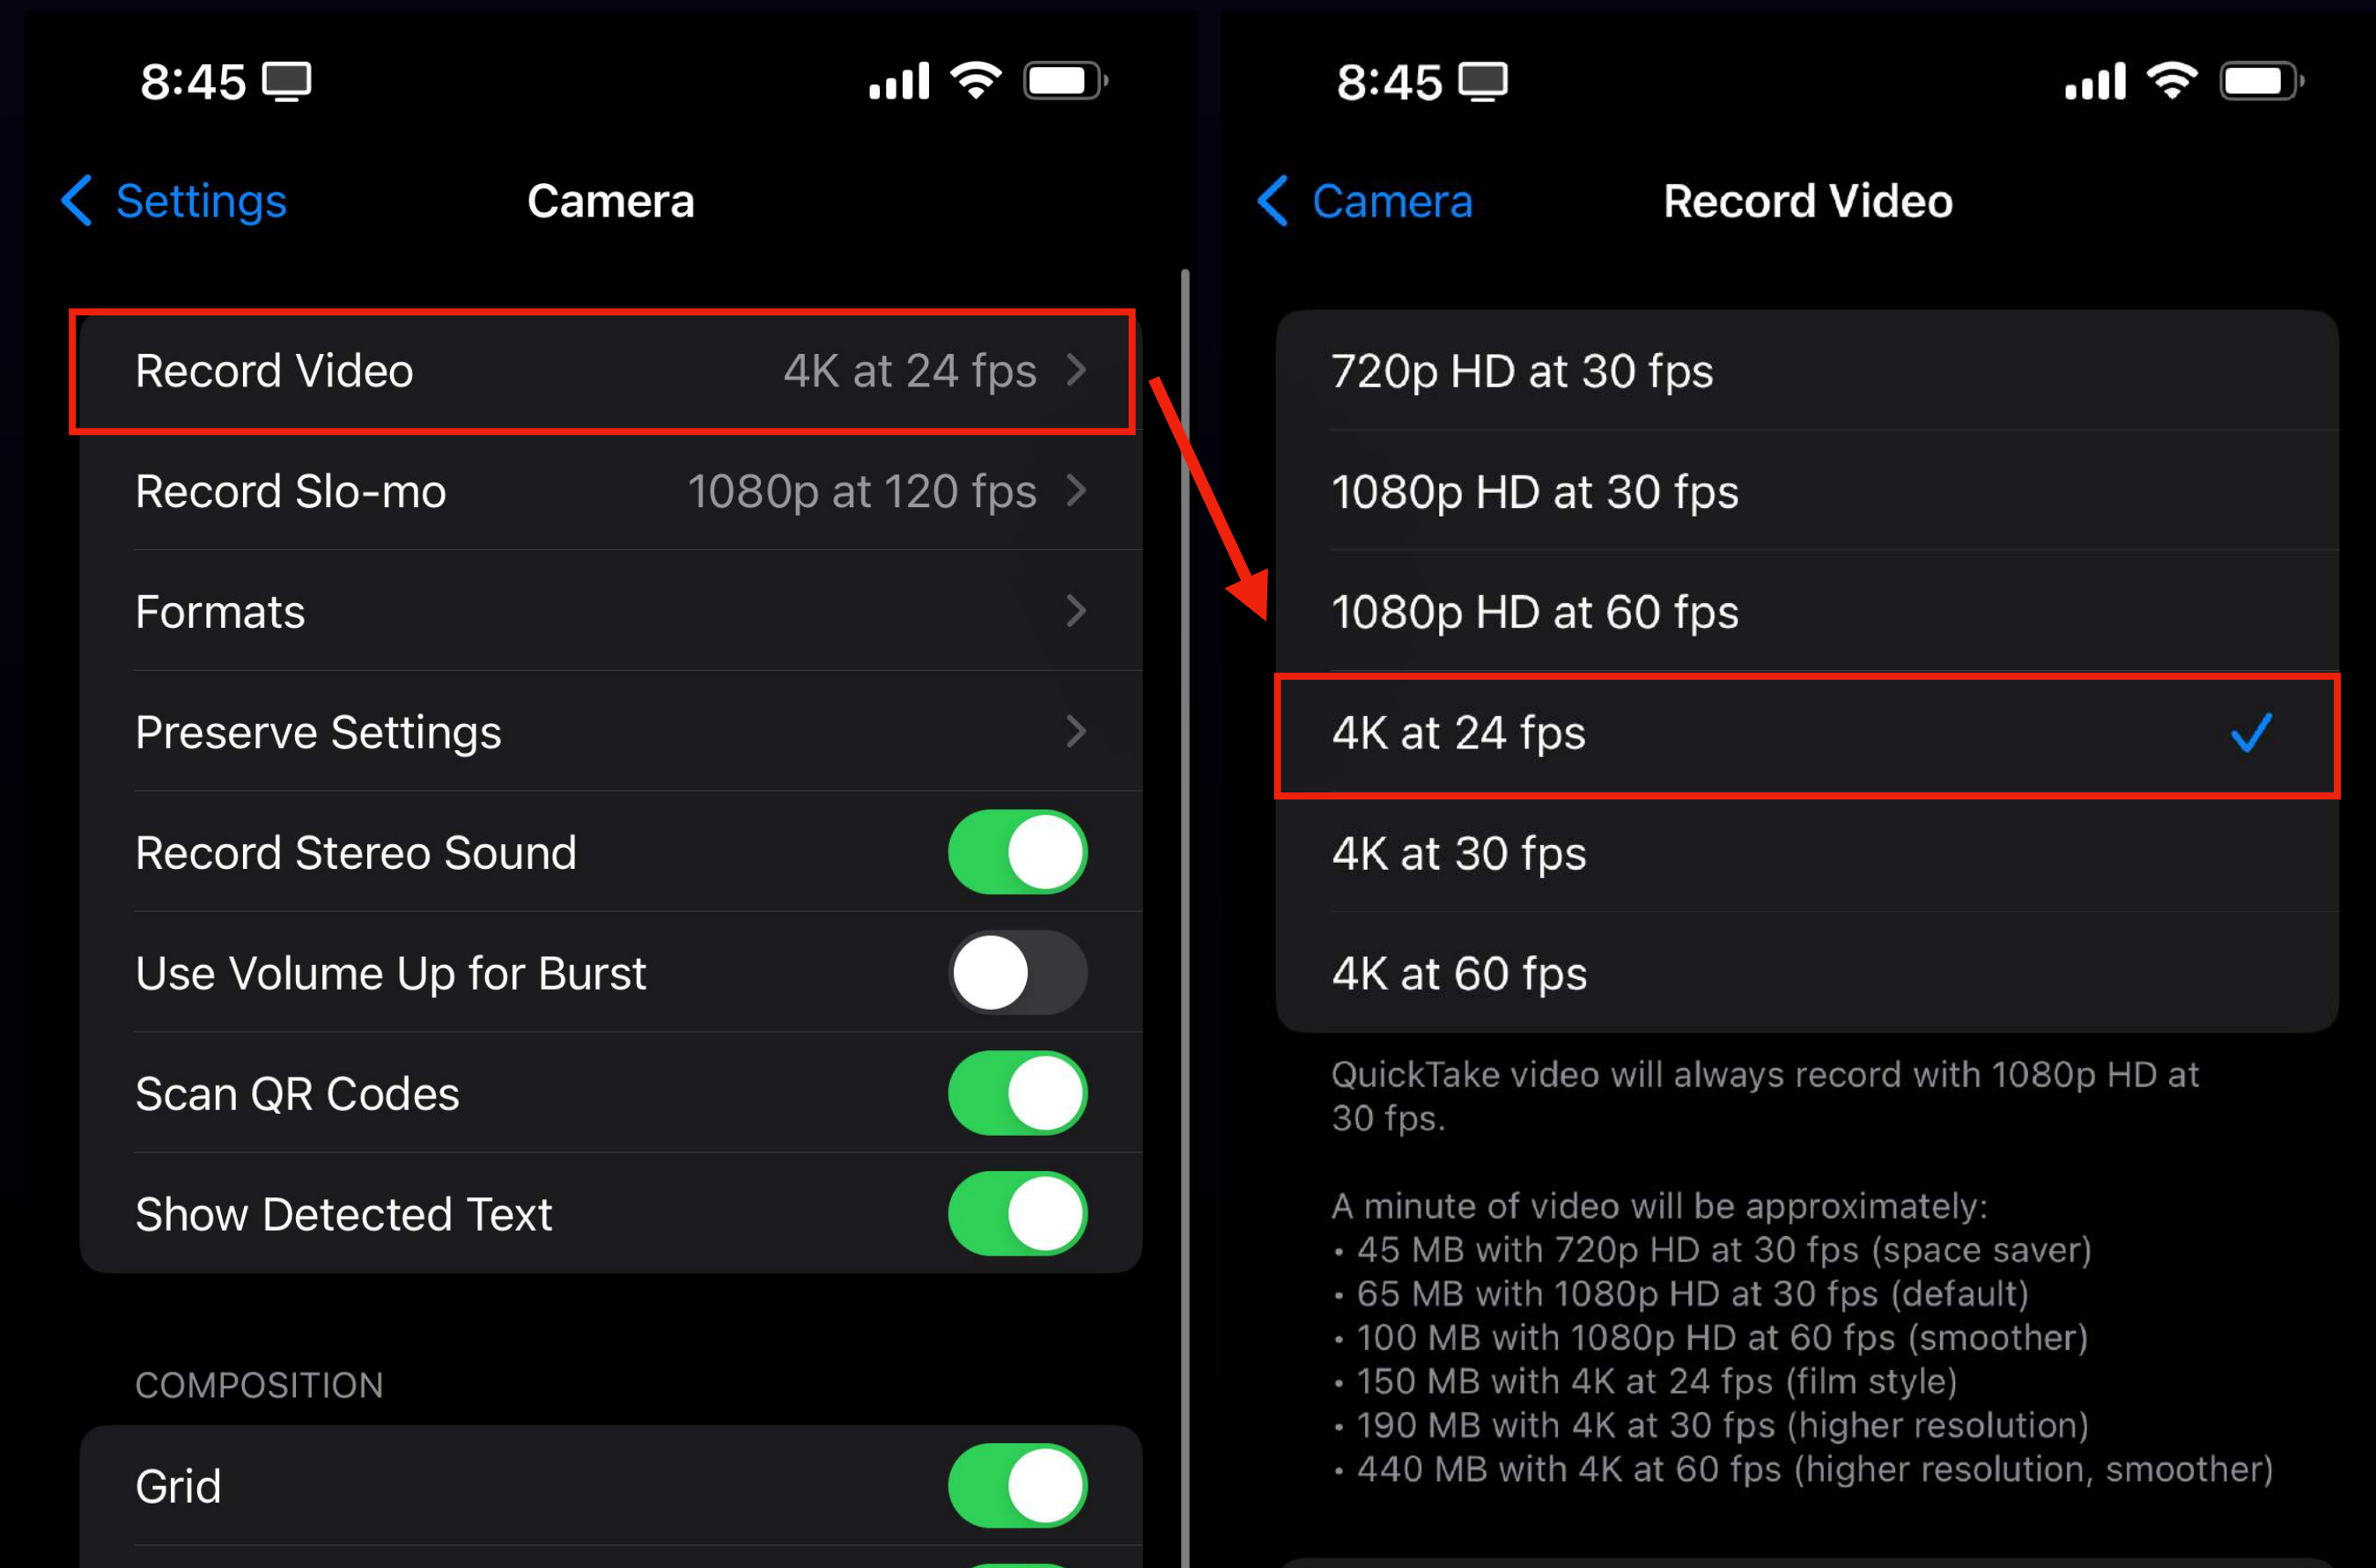 8:45
Settings
Camera
Record Video 4K at 24 fps
Record Slo-mo 1080p at 120 fps
Formats
Preserve Settings
Record Stereo Sound
Use Volume Up for Burst
Scan QR Codes
Show Detected Text
COMPOSITION
Grid
8:45
Camera
Record Video
720p HD at 30 fps
1080p HD at 30 fps
1080p HD at 60 fps
4K at 24 fps
4K at 30 fps
4K at 60 fps
QuickTake video will always record with 1080p HD at
30 fps.
A minute of video will be approximately:
• 45 MB with 720p HD at 30 fps (space saver)
• 65 MB with 1080p HD at 30 fps (default)
• 100 MB with 1080p HD at 60 fps (smoother)
• 150 MB with 4K at 24 fps (film style)
• 190 MB with 4K at 30 fps (higher resolution)
• 440 MB with 4K at 60 fps (higher resolution, smoother)